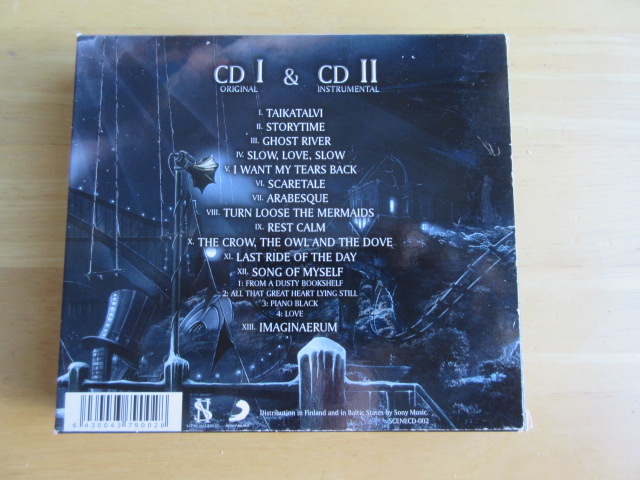 CD I & CD II
ORIGINAL INSTRUMENTAL
I. TAIKATALVI
II. STORYTIME
III. GHOST RIVER
IV. SLOW, LOVE, SLOW
V. I WANT MY TEARS BACK
VI. SCARETALE
VII. ARABESQUE
VIII. TURN LOOSE THE MERMAIDS
IX. REST CALM
X. THE CROW, THE OWL AND THE DOVE
XI. LAST RIDE OF THE DAY
XII. SONG OF MYSELF
1: FROM A DUSTY BOOKSHELF
2: ALL THAT GREAT HEART LYING STILL
3: PIANO BLACK
4: LOVE
XIII. IMAGINAERUM
Distribution in Finland and in Baltic States by Sony Music.
SCENECD-002
6 430043 790028